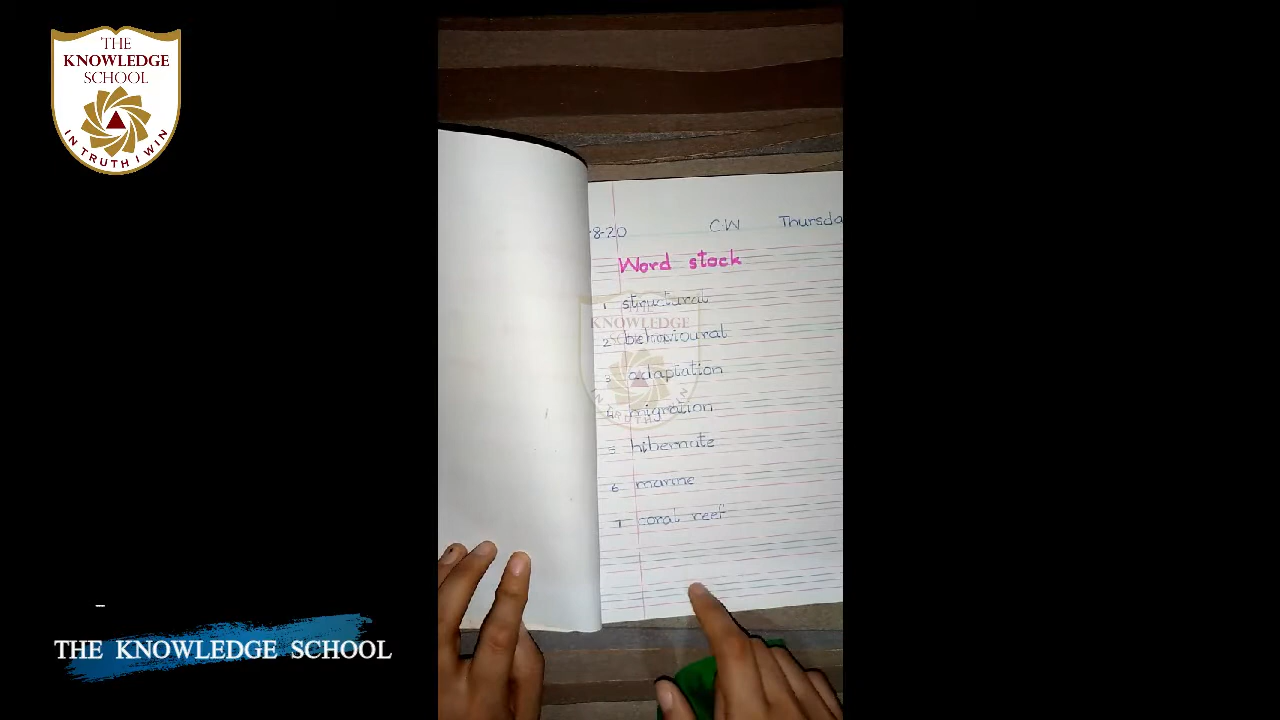 THE
KNOWLEDGE
SCHOOL
IN TRUTH I WIN
8-20 C.W Thursda
Word stock
1 structural
2 behavioural
3 adaptation
4 migration
5 hibernate
6 marine
7 coral reef
KNOWLEDGE
THE KNOWLEDGE SCHOOL